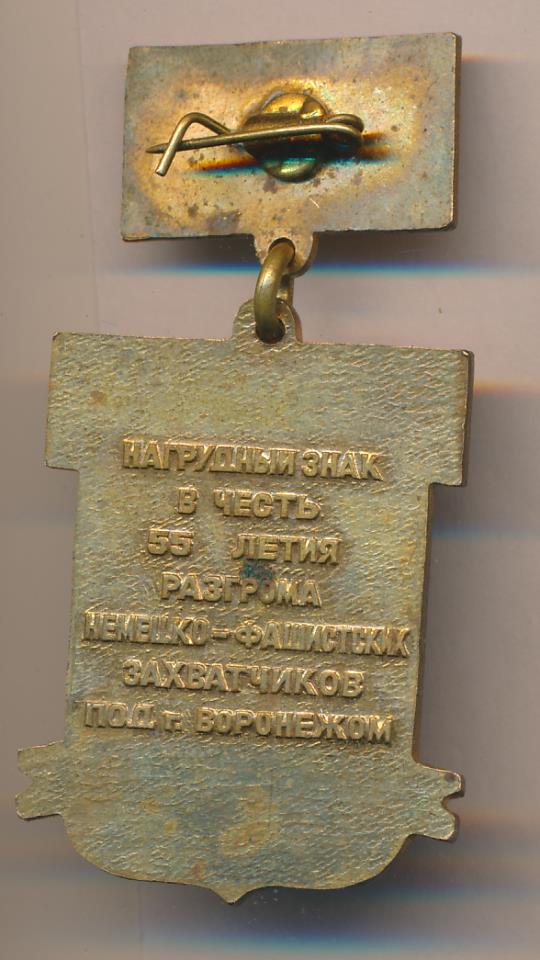 НАГРУДНЫЙ ЗНАК
В ЧЕСТЬ
55 ЛЕТИЯ
РАЗГРОМА
НЕМЕЦКО-ФАШИСТСКИХ
ЗАХВАТЧИКОВ
ПОД г. ВОРОНЕЖОМ